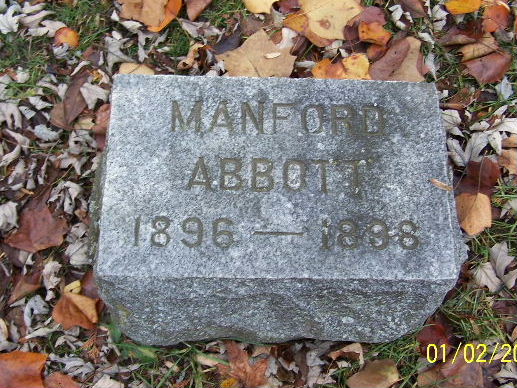 MANFORD
ABBOTT
1896 — 1898
01/02/20